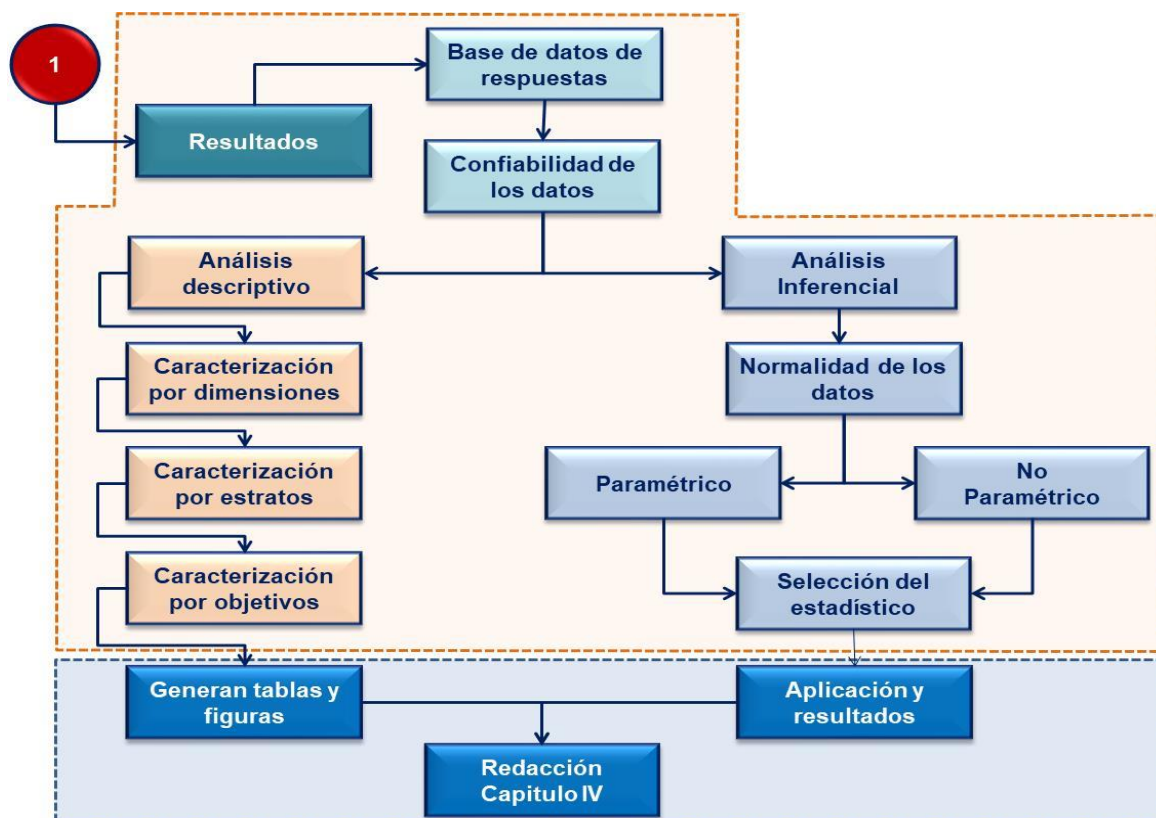 1
Base de datos de
respuestas
Resultados
Confiabilidad de
los datos
Análisis
descriptivo
Análisis
Inferencial
Caracterización
por dimensiones
Normalidad de los
datos
Caracterización
por estratos
Paramétrico
No
Paramétrico
Caracterización
por objetivos
Selección del
estadístico
Generan tablas y
figuras
Aplicación y
resultados
Redacción
Capitulo IV